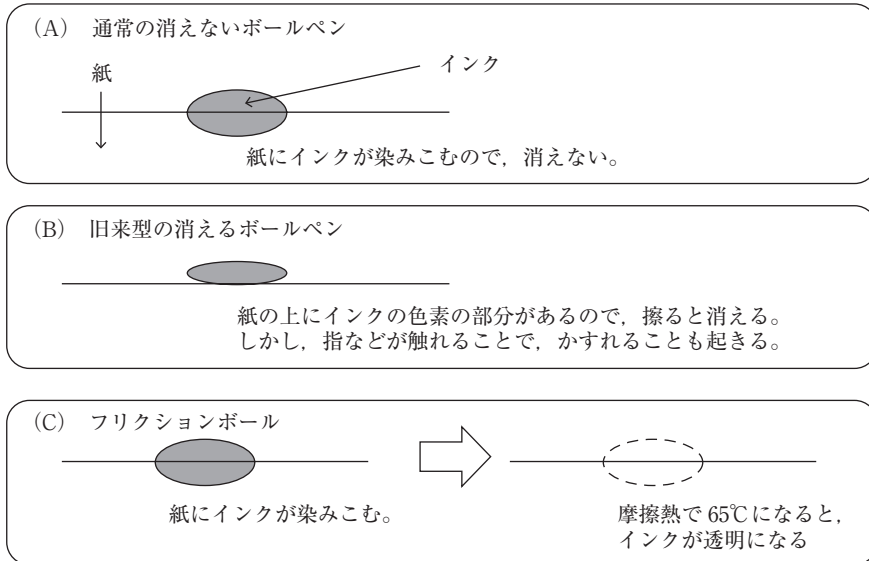 (A) 通常の消えないボールペン
インク
紙
紙にインクが染みこむので，消えない。
(B) 旧来型の消えるボールペン
紙の上にインクの色素の部分があるので，擦ると消える。
しかし，指などが触れることで，かすれることも起きる。
(C) フリクションボール
紙にインクが染みこむ。
摩擦熱で 65℃になると，
インクが透明になる